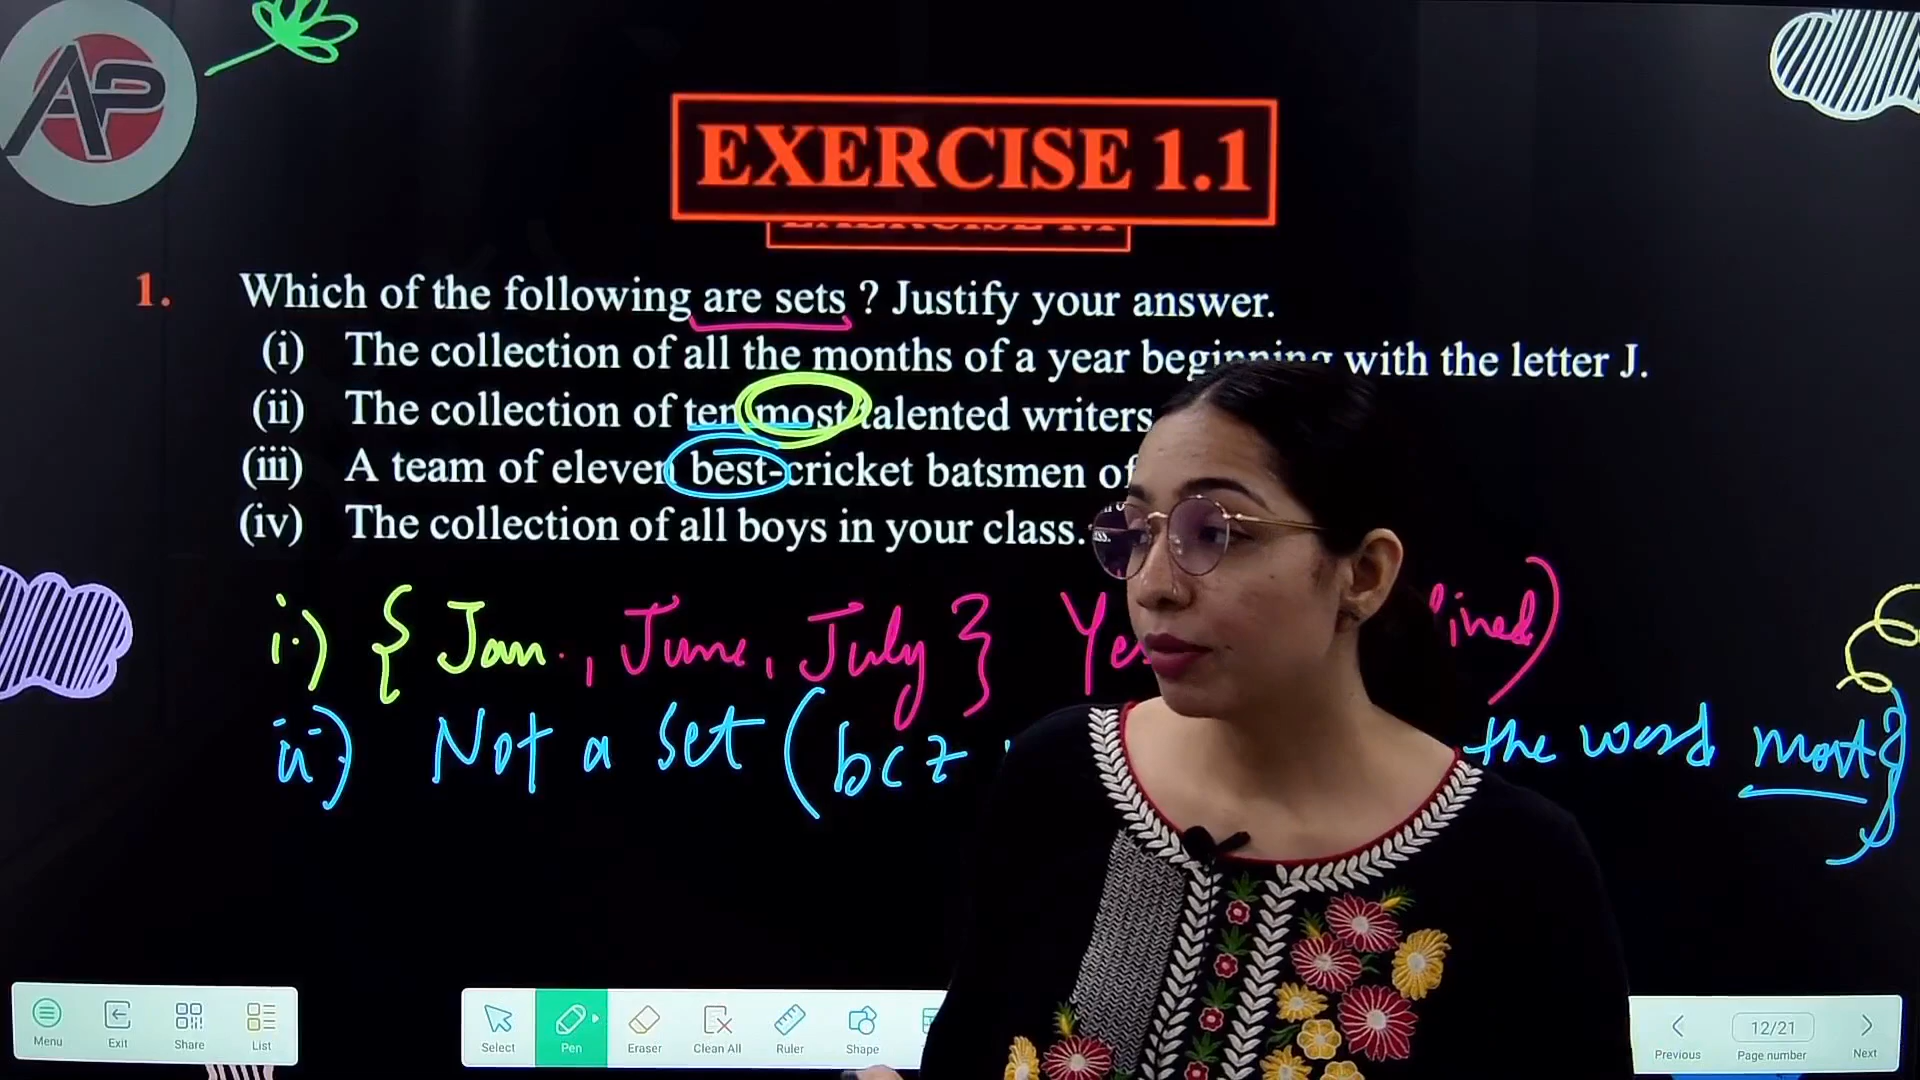 AP
EXERCISE 1.1
1. Which of the following are sets ? Justify your answer.
(i) The collection of all the months of a year beginning with the letter J.
(ii) The collection of ten most talented writers
(iii) A team of eleven best-cricket batsmen of
(iv) The collection of all boys in your class.
i) { Jan., June, July } Yes
ii) Not a set (bcz the word most)
Menu Exit Share List Select Pen Eraser Clean All Ruler Shape Previous 12/21 Page number Next